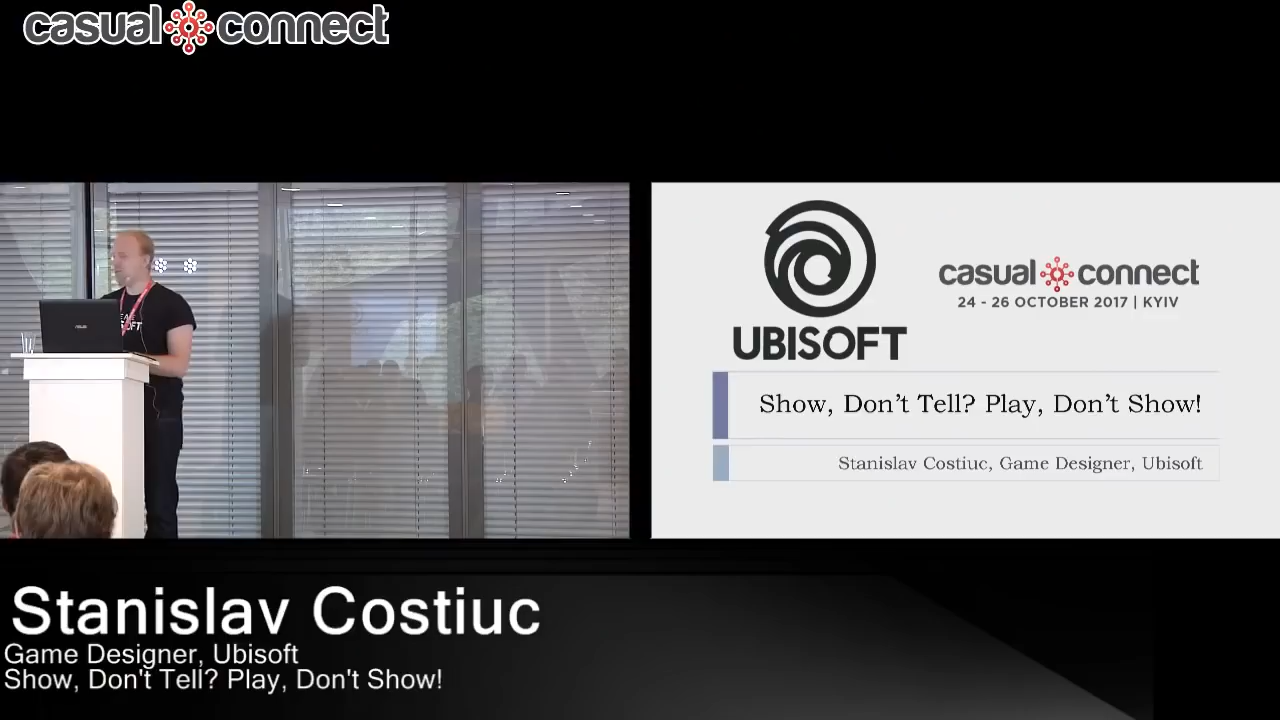 casual connect
UBISOFT
casual connect
24 - 26 OCTOBER 2017 | KYIV
Show, Don't Tell? Play, Don't Show!
Stanislav Costiuc, Game Designer, Ubisoft
Stanislav Costiuc
Game Designer, Ubisoft
Show, Don't Tell? Play, Don't Show!